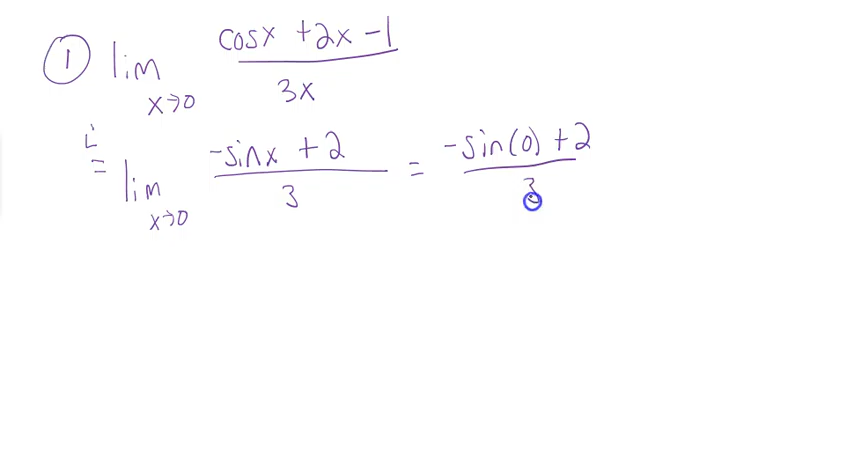 ① lim x→0 (cosx + 2x - 1) / 3x
L' = lim x→0 (-sinx + 2) / 3 = (-sin(0) + 2) / 3